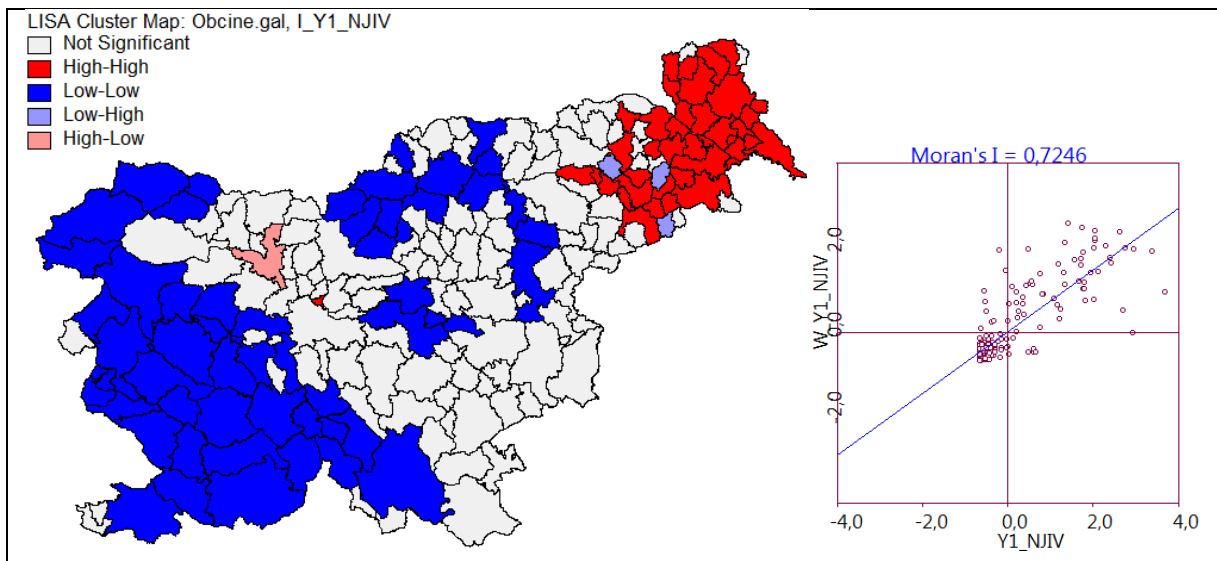 LISA Cluster Map: Obcine.gal, I_Y1_NJIV
Not Significant
High-High
Low-Low
Low-High
High-Low
Moran's I = 0,7246
W_Y1_NJIV
2,0
0,0
-2,0
-4,0
-2,0
0,0
2,0
4,0
Y1_NJIV